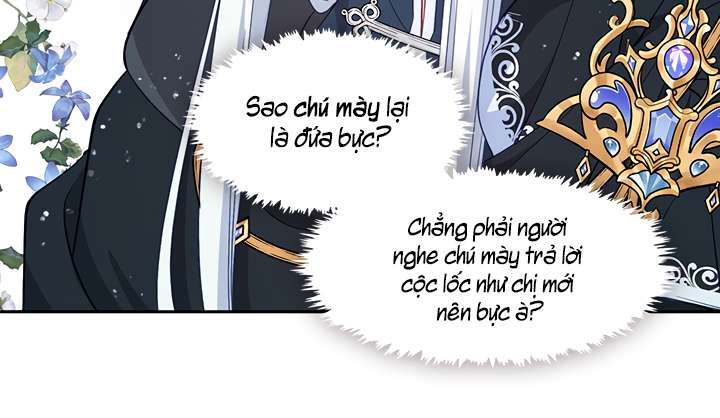 Sao chú mày lại
là đứa bực?
Chẳng phải người
nghe chú mày trả lời
cộc lốc như chị mới
nên bực à?